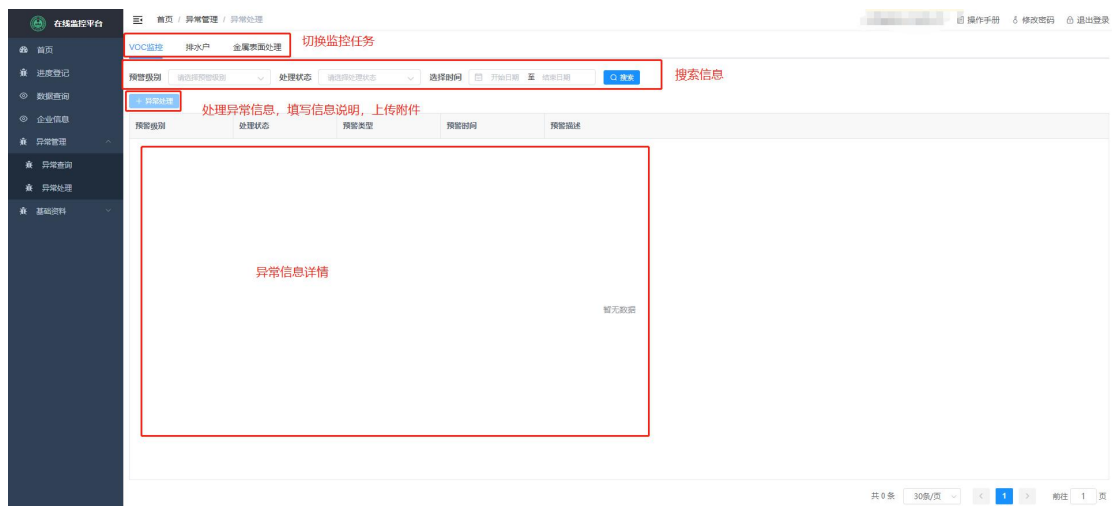 在线监控平台
首页 / 异常管理 / 异常处理
操作手册 修改密码 退出登录
首页
进度登记
数据查询
企业信息
异常管理
异常查询
异常处理
基础资料
VOC监控 排水户 金属表面处理
切换监控任务
预警级别 请选择预警级别 处理状态 请选择处理状态 选择时间 开始日期 至 结束日期 搜索
搜索信息
+ 异常处理
处理异常信息，填写信息说明，上传附件
预警级别 处理状态 预警类型 预警时间 预警描述
异常信息详情
暂无数据
共 0 条 30条/页 < 1 > 前往 1 页